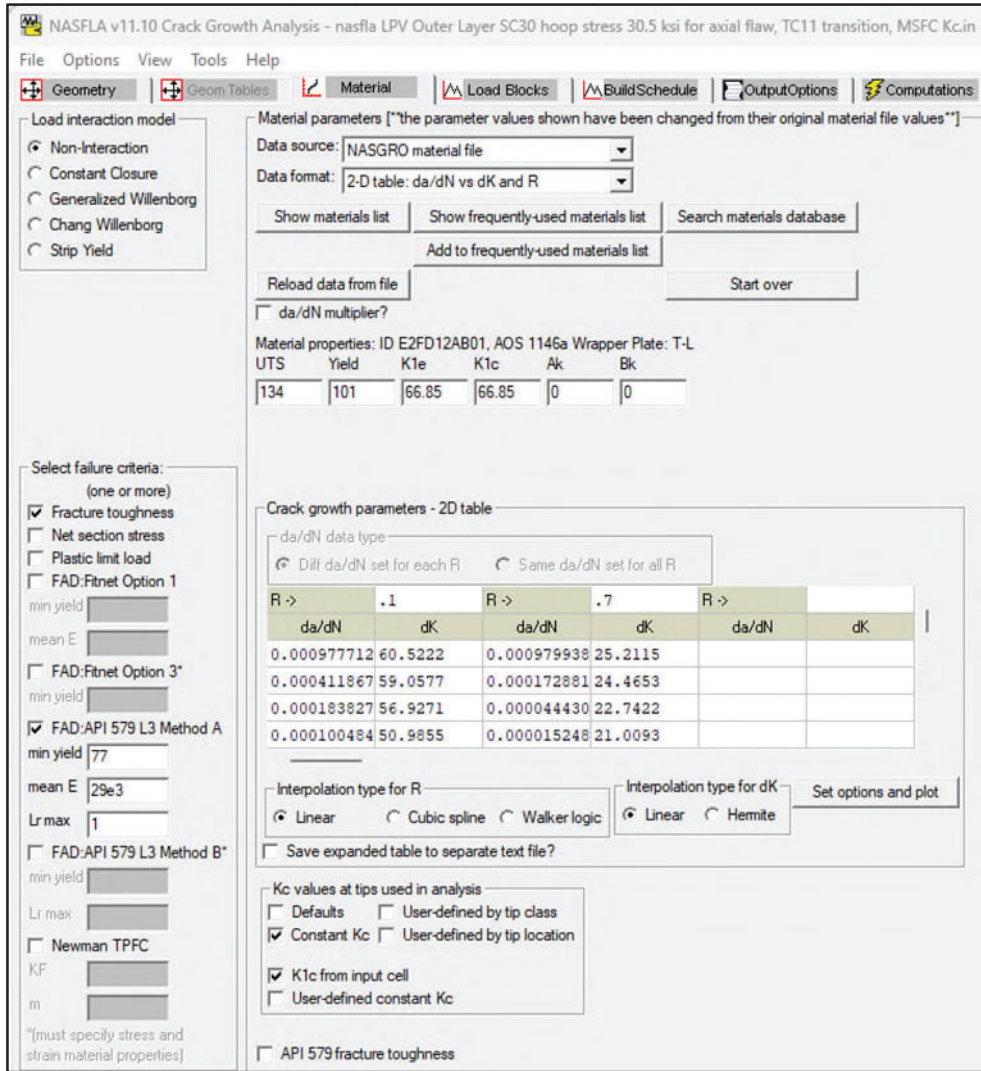 NASFLA v11.10 Crack Growth Analysis - nasfla LPV Outer Layer SC30 hoop stress 30.5 ksi for axial flaw, TC11 transition, MSFC Kc.in
File Options View Tools Help
Geometry Geom Tables Material Load Blocks BuildSchedule OutputOptions Computations
Load interaction model
Non-Interaction
Constant Closure
Generalized Willenborg
Chang Willenborg
Strip Yield
Material parameters [**the parameter values shown have been changed from their original material file values**]
Data source: NASGRO material file
Data format: 2-D table: da/dN vs dK and R
Show materials list Show frequently-used materials list Search materials database
Add to frequently-used materials list
Reload data from file Start over
da/dN multiplier?
Material properties: ID E2FD12AB01, AOS 1146a Wrapper Plate: T-L
UTS Yield K1e K1c Ak Bk
134 101 66.85 66.85 0 0
Select failure criteria:
(one or more)
Fracture toughness
Net section stress
Plastic limit load
FAD:Fitnet Option 1
min yield
mean E
FAD:Fitnet Option 3*
min yield
FAD:API 579 L3 Method A
min yield 77
mean E 29e3
Lr max 1
FAD:API 579 L3 Method B*
min yield
Lr max
Newman TPFC
KF
m
*(must specify stress and
strain material properties)
Crack growth parameters - 2D table
da/dN data type
Diff da/dN set for each R Same da/dN set for all R
R -> .1 R -> .7 R ->
da/dN dK da/dN dK da/dN dK
0.000977712 60.5222 0.000979938 25.2115
0.000411867 59.0577 0.000172881 24.4653
0.000183827 56.9271 0.000044430 22.7422
0.000100484 50.9855 0.000015248 21.0093
Interpolation type for R
Linear Cubic spline Walker logic
Interpolation type for dK
Linear Hermite
Set options and plot
Save expanded table to separate text file?
Kc values at tips used in analysis
Defaults User-defined by tip class
Constant Kc User-defined by tip location
K1c from input cell
User-defined constant Kc
API 579 fracture toughness